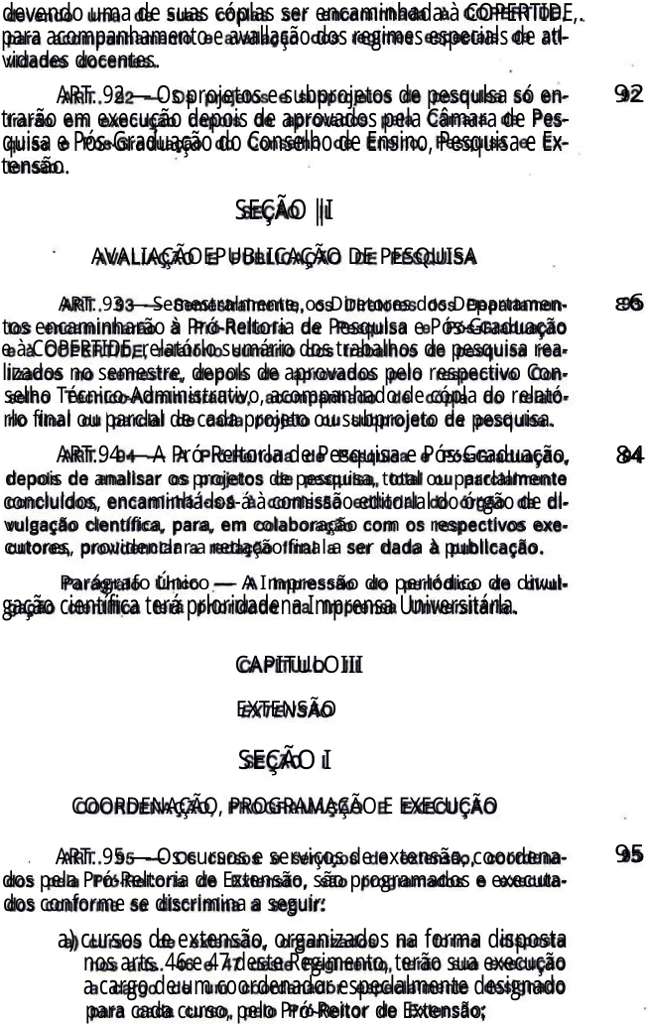 devendo uma de suas cópias ser encaminhada à COPERTIDE,
para acompanhamento e avaliação dos regimes especiais de ati-
vidades docentes.
ART. 92 — Os projetos e subprojetos de pesquisa só en-
92
trarão em execução depois de aprovados pela Câmara de Pes-
quisa e Pós-Graduação do Conselho de Ensino, Pesquisa e Ex-
tensão.
SEÇÃO II
AVALIAÇÃO E PUBLICAÇÃO DE PESQUISA
ART. 93 — Semestralmente, os Diretores dos Departamen-
tos encaminharão à Pró-Reitoria de Pesquisa e Pós-Graduação
e à COPERTIDE, relatório sumário dos trabalhos de pesquisa rea-
lizados no semestre, depois de aprovados pelo respectivo Con-
selho Técnico-Administrativo, acompanhado de cópia do relató-
rio final ou parcial de cada projeto ou subprojeto de pesquisa.
ART. 94 — A Pró-Reitoria de Pesquisa e Pós-Graduação,
depois de analisar os projetos de pesquisa, total ou parcialmente
concluídos, encaminhá-los-á à comissão editorial do órgão de di-
vulgação científica, para, em colaboração com os respectivos exe-
cutores, providenciar a redação final a ser dada à publicação.
Parágrafo Único — A Impressão do periódico de divul-
gação científica terá prioridade na Imprensa Universitária.
CAPITULO III
EXTENSÃO
SEÇÃO I
COORDENAÇÃO, PROGRAMAÇÃO E EXECUÇÃO
ART. 95 — Os cursos e serviços de extensão, coordena-
95
dos pela Pró-Reitoria de Extensão, são programados e executa-
dos conforme se discrimina a seguir:
a) cursos de extensão, organizados na forma disposta
nos arts. 46 e 47 deste Regimento, terão sua execução
a cargo de um coordenador especialmente designado
para cada curso, pelo Pró-Reitor de Extensão;